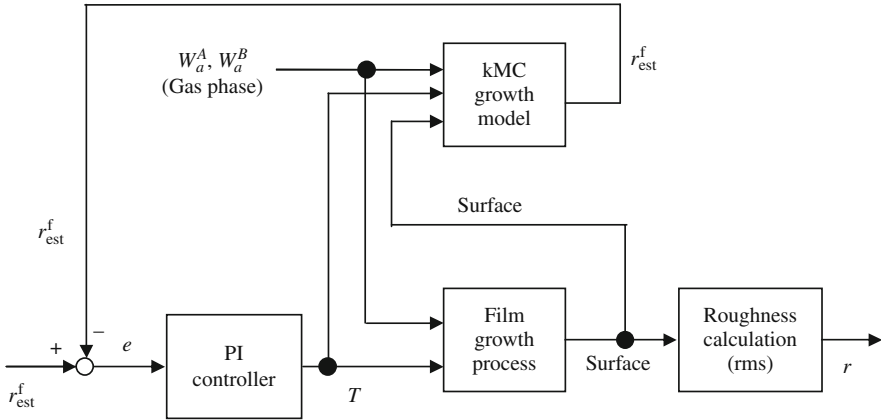 W_a^A, W_a^B
(Gas phase)
kMC
growth
model
r_est^f
Surface
r_est^f
+
−
e
r_est^f
PI
controller
T
Film
growth
process
Surface
Roughness
calculation
(rms)
r